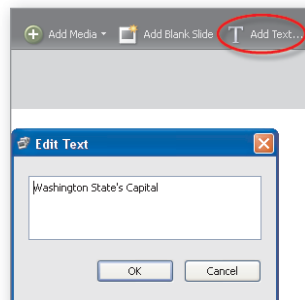 Add Media Add Blank Slide T Add Text...
Edit Text
Washington State's Capital
OK Cancel